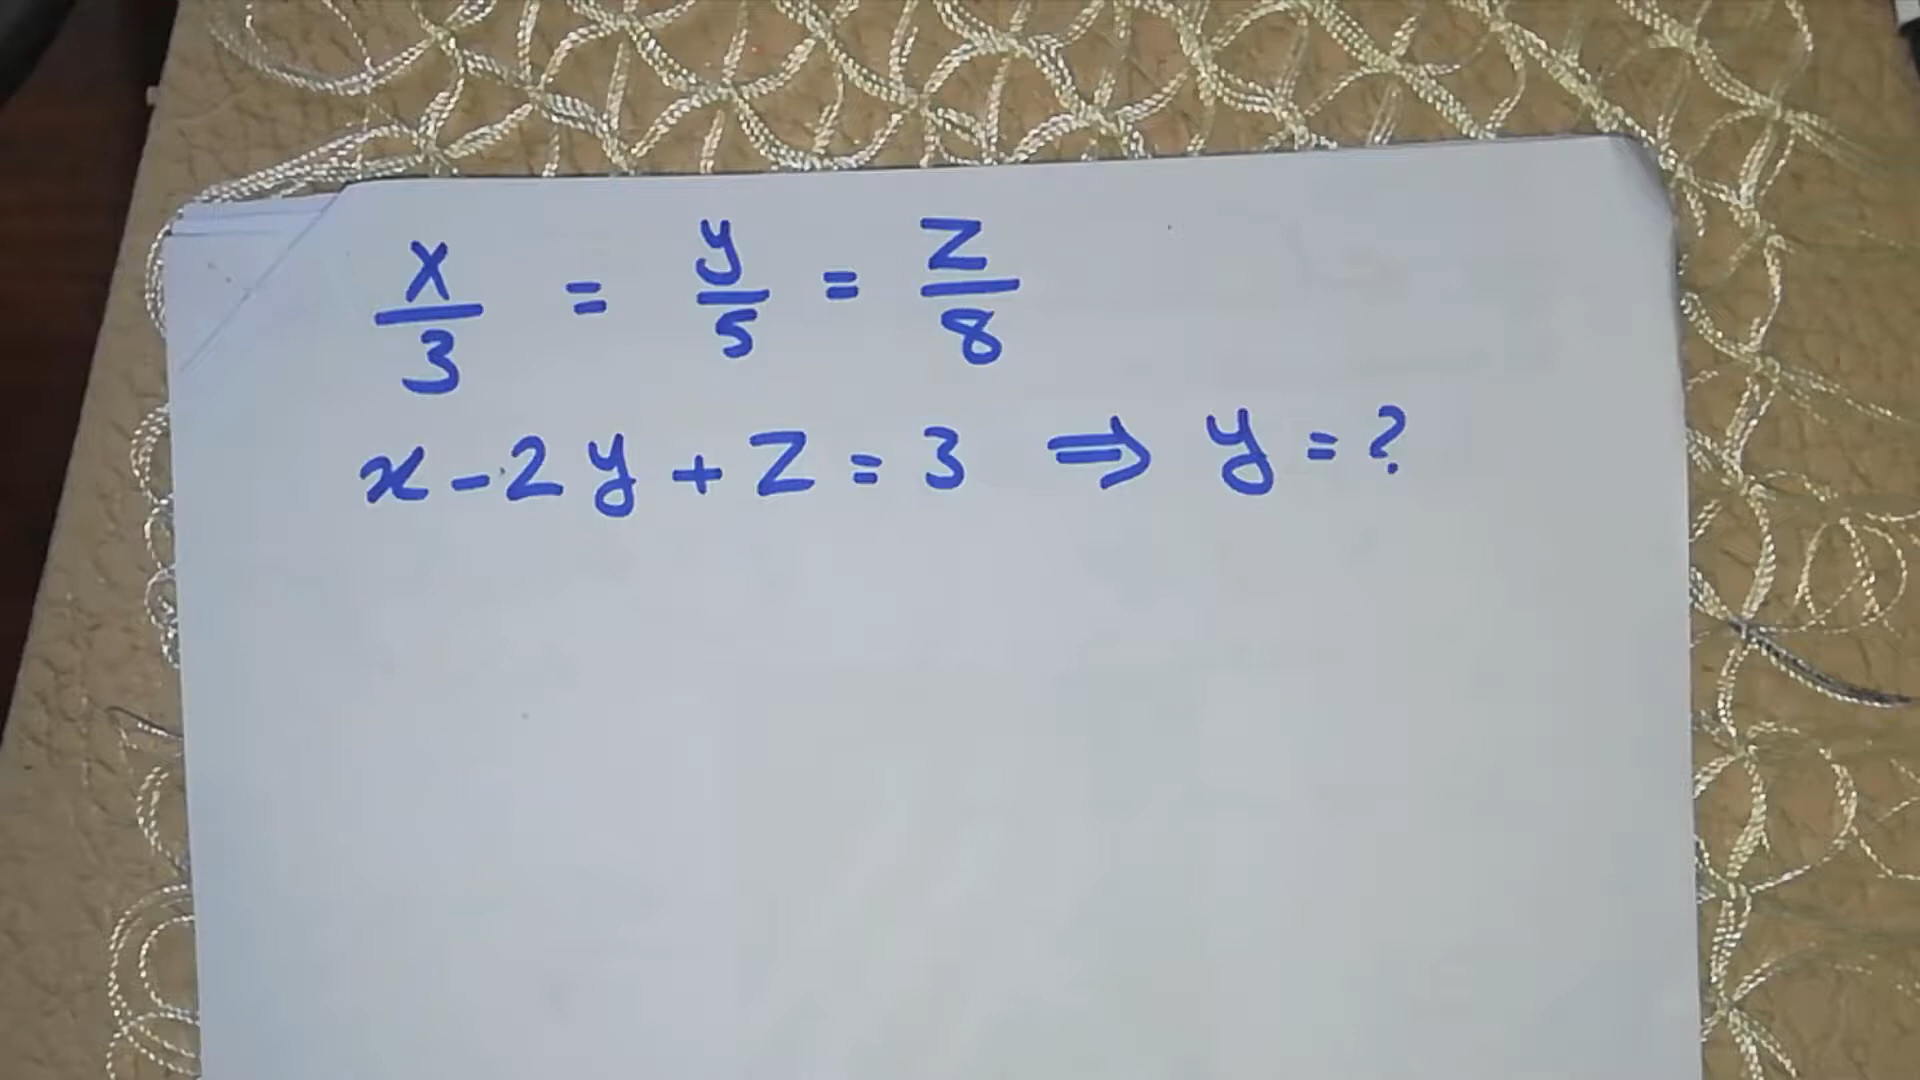 x/3 = y/5 = z/8
x - 2y + z = 3 ⇒ y = ?